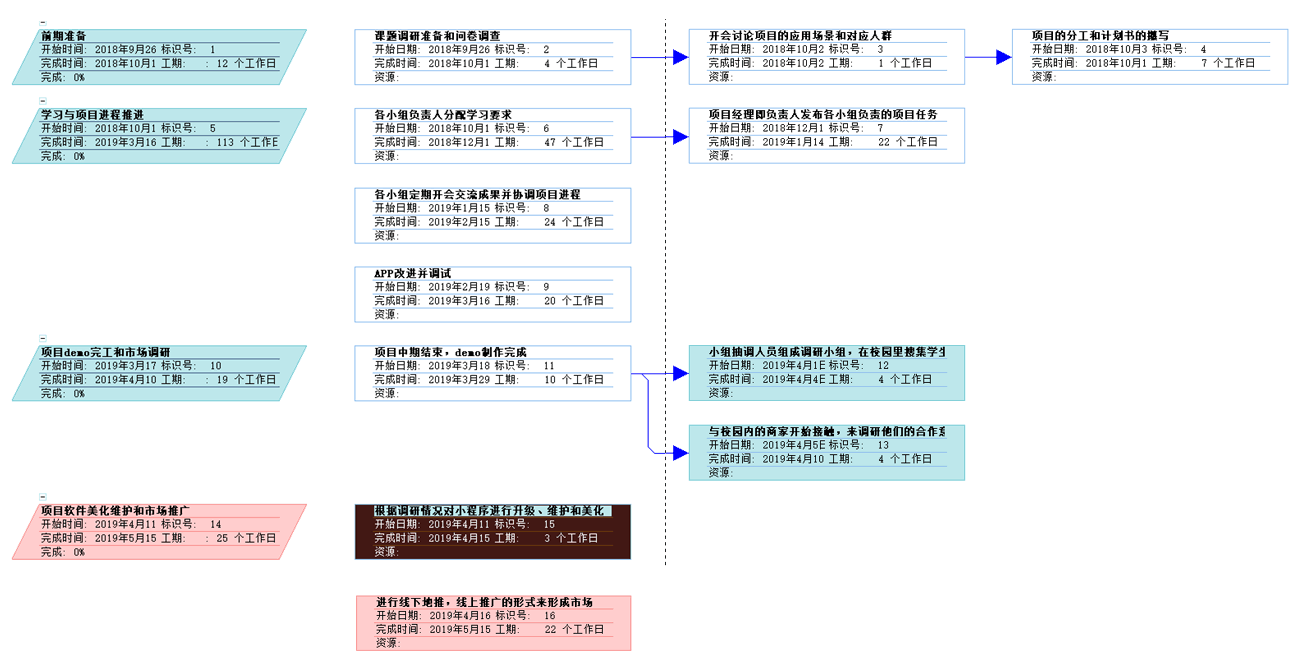 前期准备
开始时间: 2018年9月26 标识号: 1
完成时间: 2018年10月1 工期: : 12 个工作日
完成: 0%
课题调研准备和问卷调查
开始日期: 2018年9月26 标识号: 2
完成时间: 2018年10月1 工期: 4 个工作日
资源:
开会讨论项目的应用场景和对应人群
开始日期: 2018年10月2 标识号: 3
完成时间: 2018年10月2 工期: 1 个工作日
资源:
项目的分工和计划书的撰写
开始日期: 2018年10月3 标识号: 4
完成时间: 2018年10月1 工期: 7 个工作日
资源:
学习与项目进程推进
开始时间: 2018年10月1 标识号: 5
完成时间: 2019年3月16 工期: : 113 个工作日
完成: 0%
各小组负责人分配学习要求
开始日期: 2018年10月1 标识号: 6
完成时间: 2018年12月1 工期: 47 个工作日
资源:
项目经理即负责人发布各小组负责的项目任务
开始日期: 2018年12月1 标识号: 7
完成时间: 2019年1月14 工期: 22 个工作日
资源:
各小组定期开会交流成果并协调项目进程
开始日期: 2019年1月15 标识号: 8
完成时间: 2019年2月15 工期: 24 个工作日
资源:
APP改进并调试
开始日期: 2019年2月19 标识号: 9
完成时间: 2019年3月16 工期: 20 个工作日
资源:
项目demo完工和市场调研
开始时间: 2019年3月17 标识号: 10
完成时间: 2019年4月10 工期: : 19 个工作日
完成: 0%
项目中期结束，demo制作完成
开始日期: 2019年3月18 标识号: 11
完成时间: 2019年3月29 工期: 10 个工作日
资源:
小组抽调人员组成调研小组，在校园里搜集学生
开始日期: 2019年4月1日 标识号: 12
完成时间: 2019年4月4日 工期: 4 个工作日
资源:
与校园内的商家开始接触，来调研他们的合作意
开始日期: 2019年4月5日 标识号: 13
完成时间: 2019年4月10 工期: 4 个工作日
资源:
项目软件美化维护和市场推广
开始时间: 2019年4月11 标识号: 14
完成时间: 2019年5月15 工期: : 25 个工作日
完成: 0%
根据调研情况对小程序进行升级、维护和美化
开始日期: 2019年4月11 标识号: 15
完成时间: 2019年4月15 工期: 3 个工作日
资源:
进行线下地推，线上推广的形式来形成市场
开始日期: 2019年4月16 标识号: 16
完成时间: 2019年5月15 工期: 22 个工作日
资源: